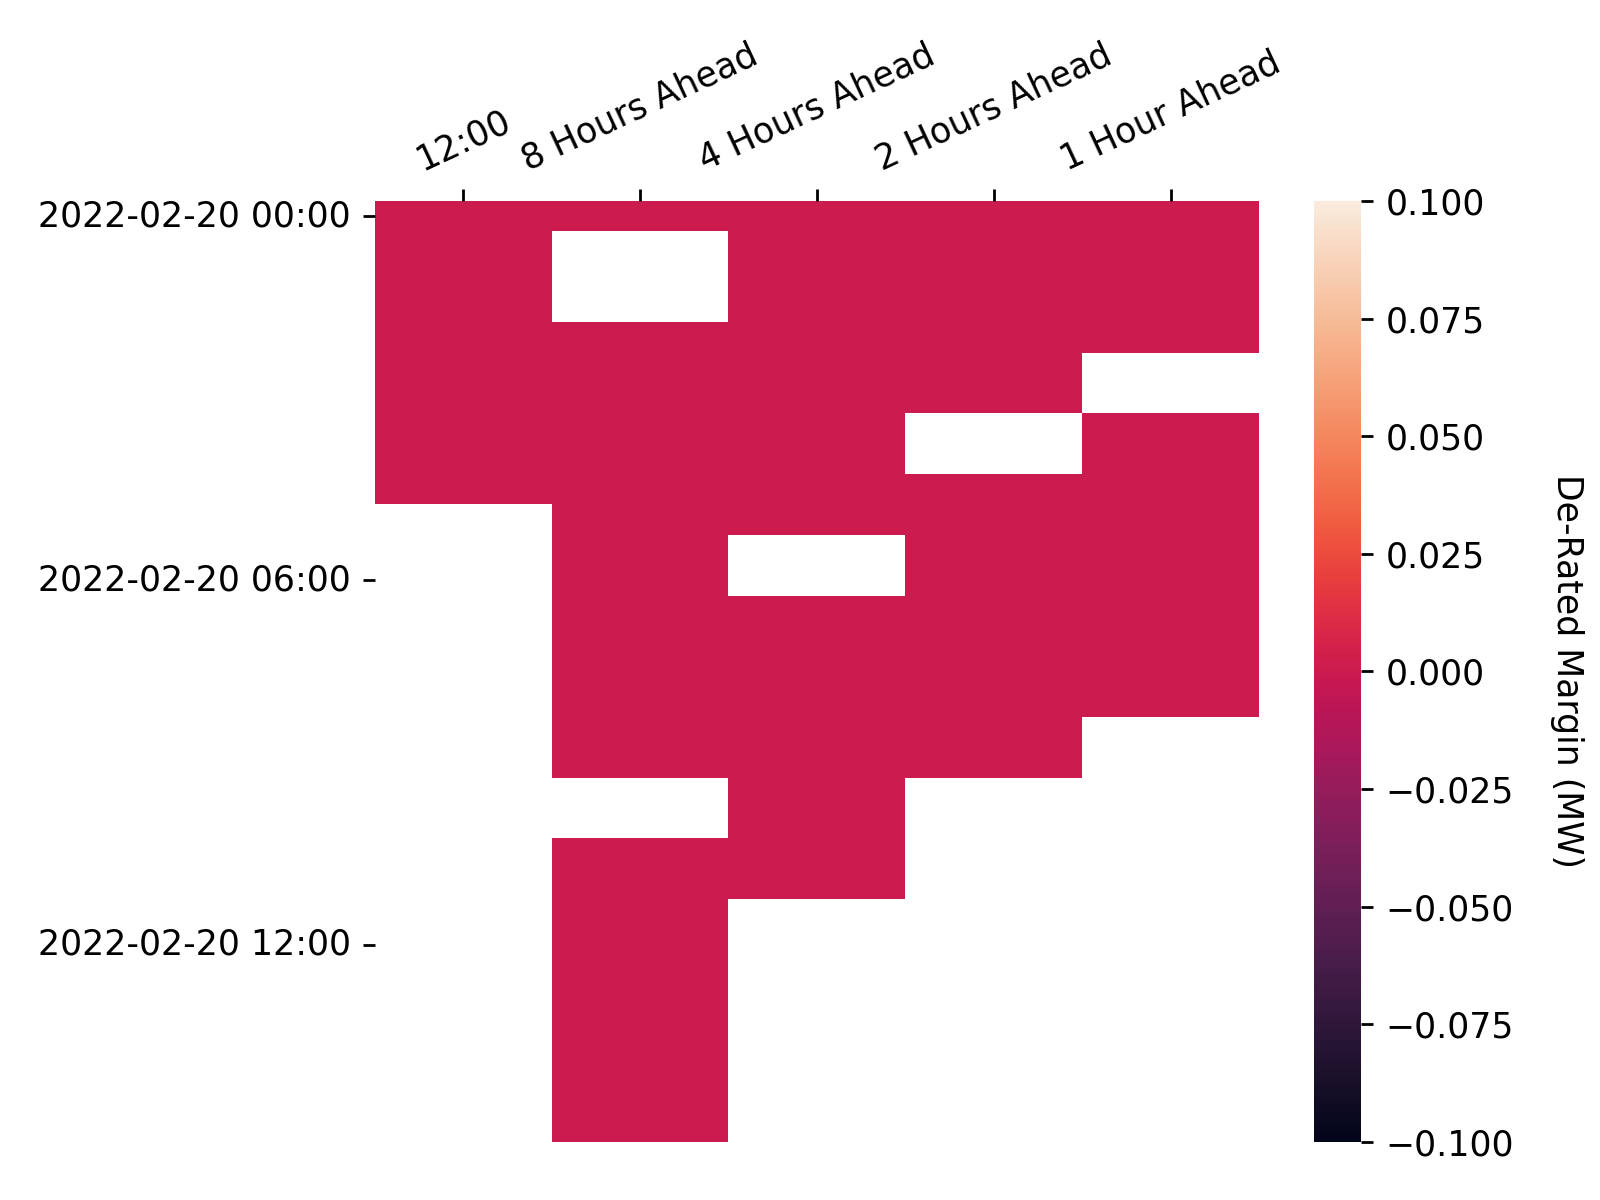 12:00
8 Hours Ahead
4 Hours Ahead
2 Hours Ahead
1 Hour Ahead
2022-02-20 00:00
2022-02-20 06:00
2022-02-20 12:00
0.100
0.075
0.050
0.025
0.000
−0.025
−0.050
−0.075
−0.100
De-Rated Margin (MW)